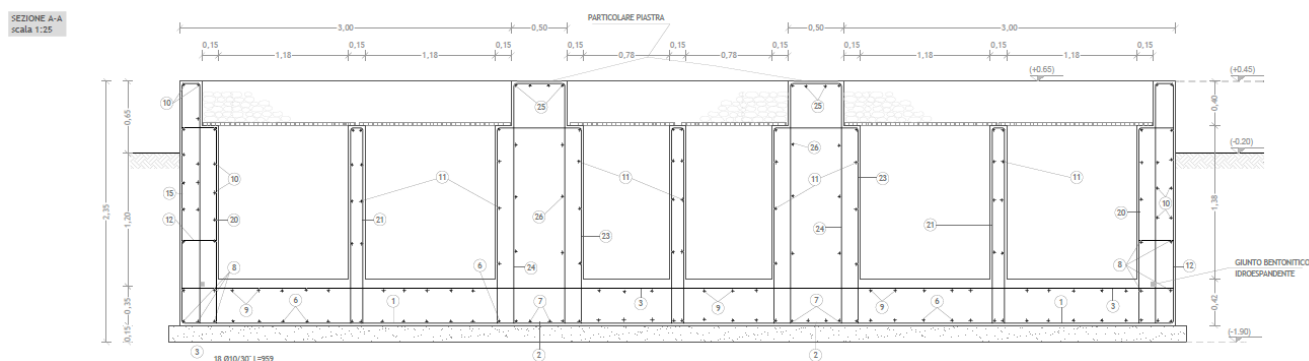 SEZIONE A-A
scala 1:25
PARTICOLARE PIASTRA
3,00 0,50 0,50 3,00
0,15 0,15 0,15 0,15 0,15 0,15 0,15 0,15
1,18 1,18 0,78 0,78 1,18 1,18
(+0.65) (+0.45)
10 25 25
0,65 0,40
(-0.20)
26
10 11 11 23 11
15 10
12 20 21 26 20
2,35 1,20 23 24 21 1,38
8 6 24 8 12
GIUNTO BENTONITICO
IDROESPANDENTE
9 6 1 7 3 9 7 9 6 1 3
0,35 0,42
0,15
(-1.90)
3 2 2
18 Ø10/30" L=959